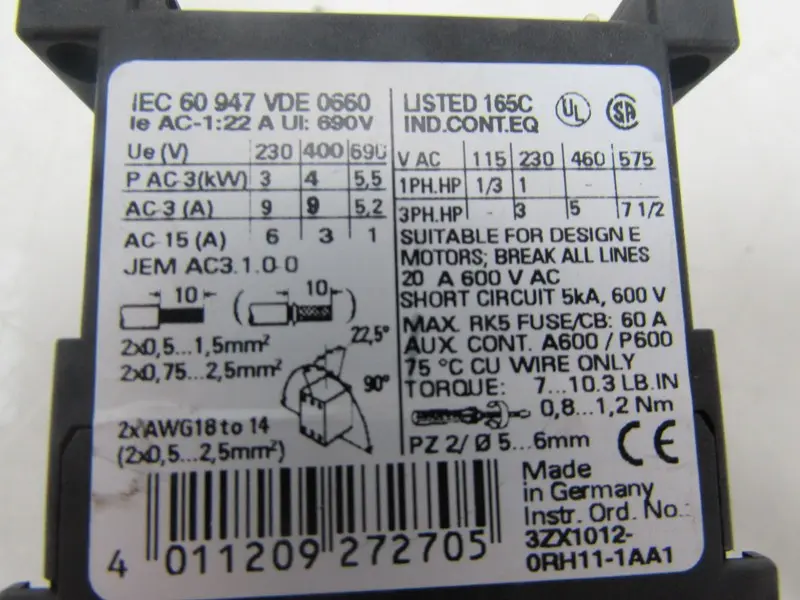 IEC 60 947 VDE 0660
Ie AC-1:22 A UI: 690V
Ue (V) 230 400 690
P AC-3(kW) 3 4 5,5
AC-3 (A) 9 9 5,2
AC-15 (A) 6 3 1
JEM AC3.1.0-0
10 ( 10 )
2x0,5...1,5mm²
2x0,75...2,5mm²
22,5°
90°
2xAWG18 to 14
(2x0,5...2,5mm²)
LISTED 165C UL SA
IND.CONT.EQ
V AC 115 230 460 575
1PH.HP 1/3 1 - -
3PH.HP - 3 5 7 1/2
SUITABLE FOR DESIGN E
MOTORS; BREAK ALL LINES
20 A 600 V AC
SHORT CIRCUIT 5kA, 600 V
MAX. RK5 FUSE/CB: 60 A
AUX. CONT. A600 / P600
75 °C CU WIRE ONLY
TORQUE: 7...10.3 LB.IN
0,8...1,2 Nm
PZ 2/ Ø 5...6mm CE
Made
in Germany
Instr. Ord. No.:
3ZX1012-
0RH11-1AA1
4 011209 272705